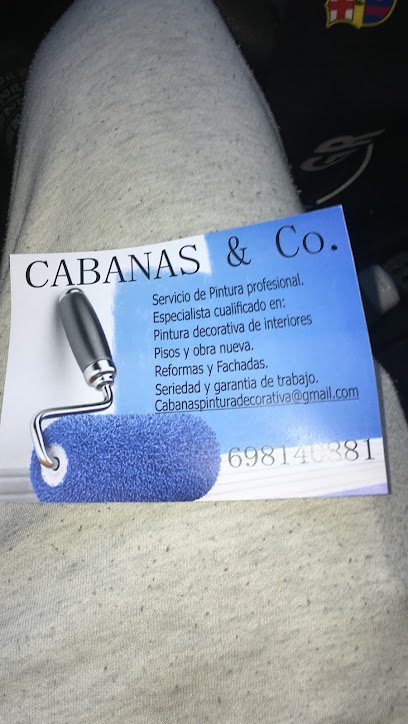 CABANAS & Co.
Servicio de Pintura profesional.
Especialista cualificado en:
Pintura decorativa de interiores
Pisos y obra nueva.
Reformas y Fachadas.
Seriedad y garantia de trabajo.
Cabanaspinturadecorativa@gmail.com